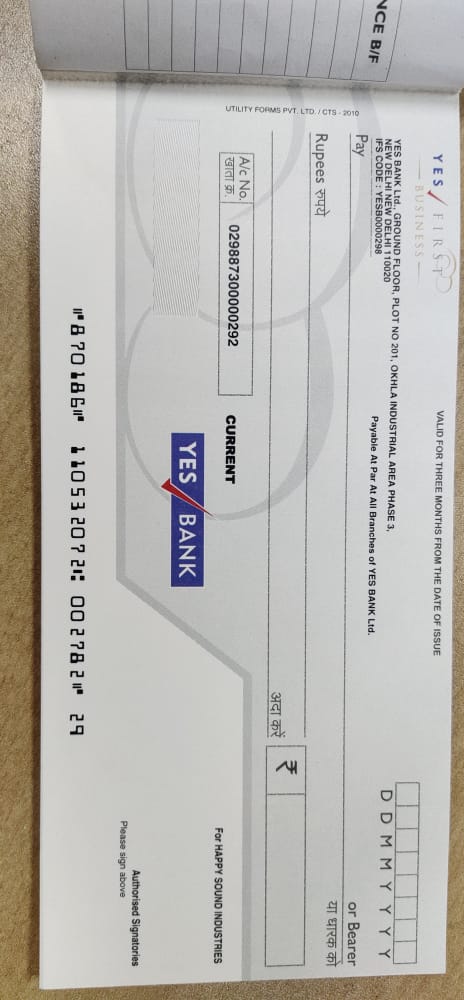 NCE B/F
YES FIRST
BUSINESS
VALID FOR THREE MONTHS FROM THE DATE OF ISSUE
YES BANK Ltd., GROUND FLOOR, PLOT NO 201, OKHLA INDUSTRIAL AREA PHASE 3,
NEW DELHI NEW DELHI 110020
IFS CODE : YESB0000298
Payable At Par At All Branches of YES BANK Ltd.
D D M M Y Y Y Y
Pay
or Bearer
या धारक को
Rupees रुपये
अदा करें
₹
A/c No.
खाता क्र.
029887300000292
CURRENT
YES BANK
For HAPPY SOUND INDUSTRIES
Authorised Signatories
Please sign above
UTILITY FORMS PVT. LTD. / CTS - 2010
⑈870186⑈ 110532072⑆ 002782⑈ 29